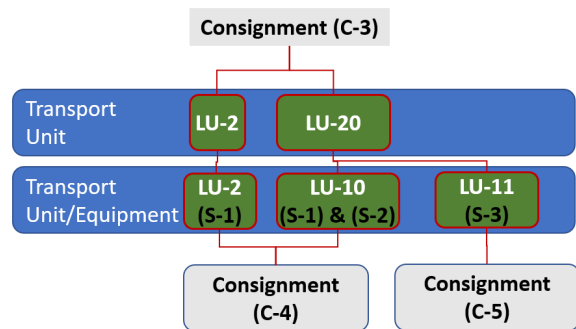 Consignment (C-3)
Transport
Unit
LU-2
LU-20
Transport
Unit/Equipment
LU-2
(S-1)
LU-10
(S-1) & (S-2)
LU-11
(S-3)
Consignment
(C-4)
Consignment
(C-5)